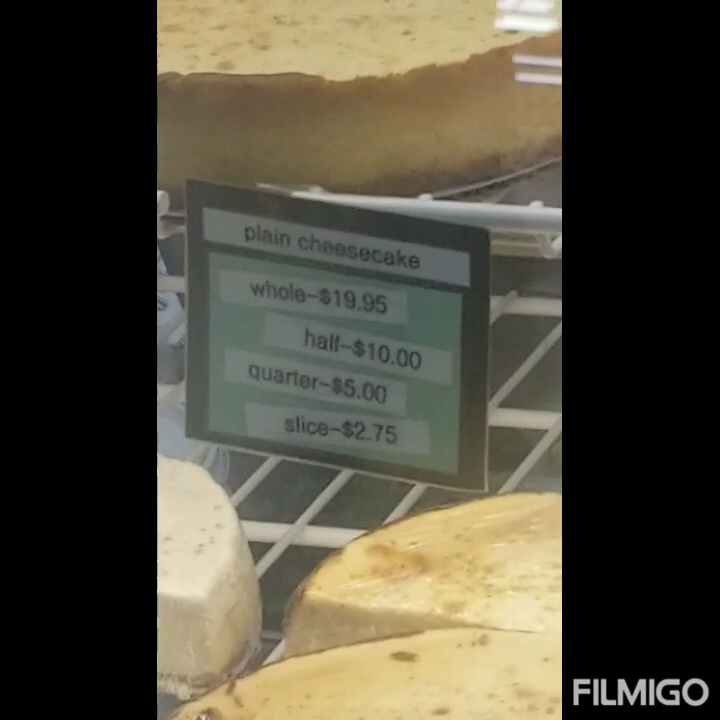 plain cheesecake
whole-$19.95
half-$10.00
quarter-$5.00
slice-$2.75
FILMIGO